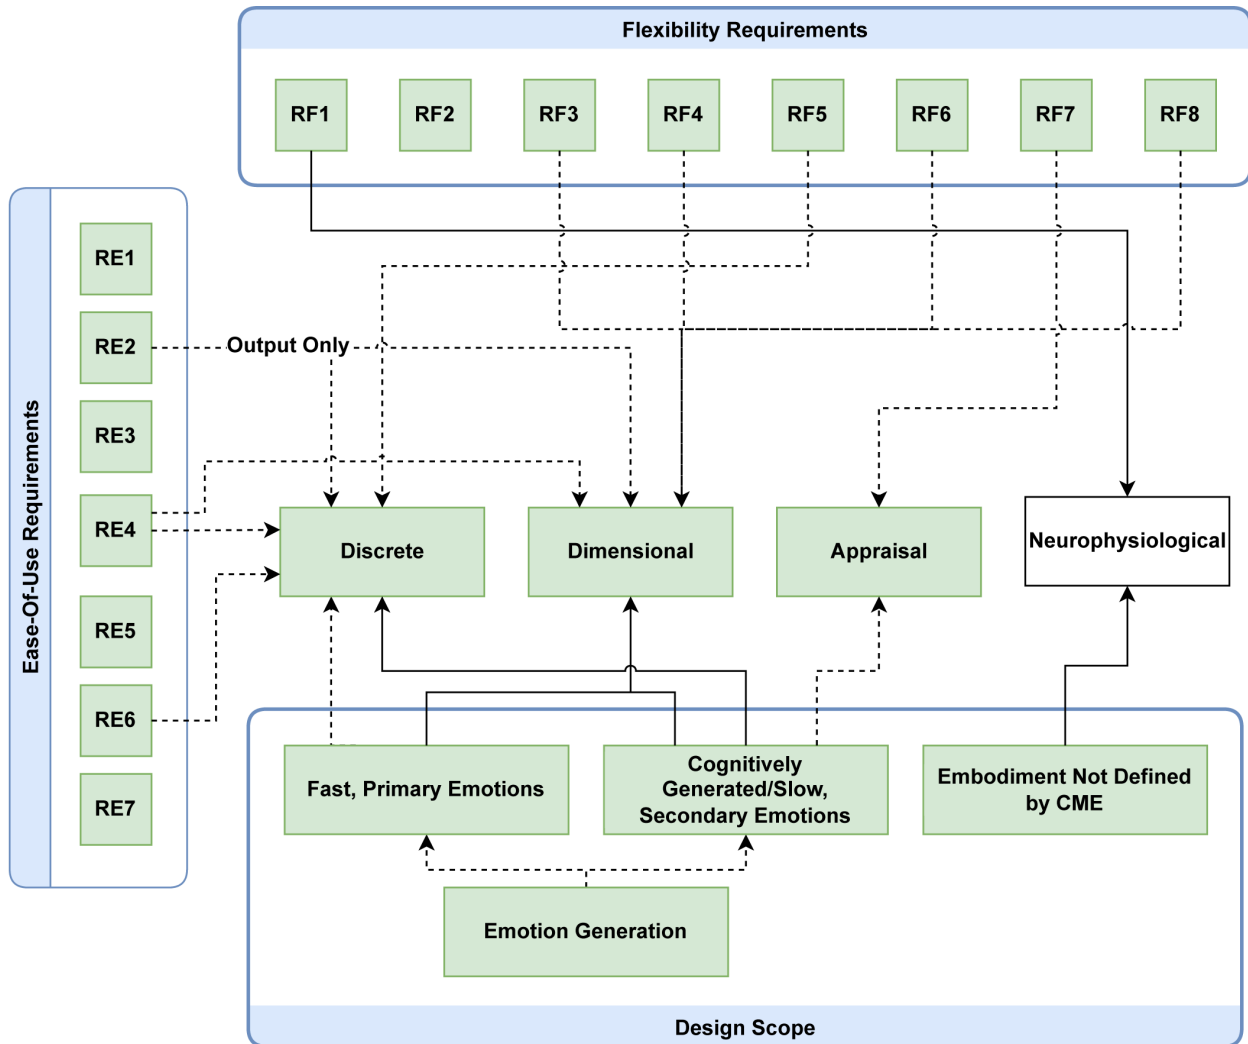 Flexibility Requirements
RF1
RF2
RF3
RF4
RF5
RF6
RF7
RF8
Ease-Of-Use Requirements
RE1
RE2
RE3
RE4
RE5
RE6
RE7
Output Only
Discrete
Dimensional
Appraisal
Neurophysiological
Fast, Primary Emotions
Cognitively
Generated/Slow,
Secondary Emotions
Embodiment Not Defined
by CME
Emotion Generation
Design Scope